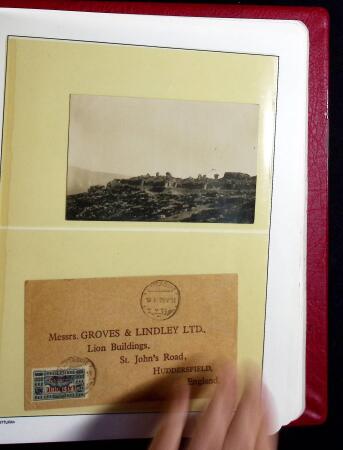 Messrs. GROVES & LINDLEY LTD.,
Lion Buildings,
St. John's Road,
HUDDERSFIELD,
England.